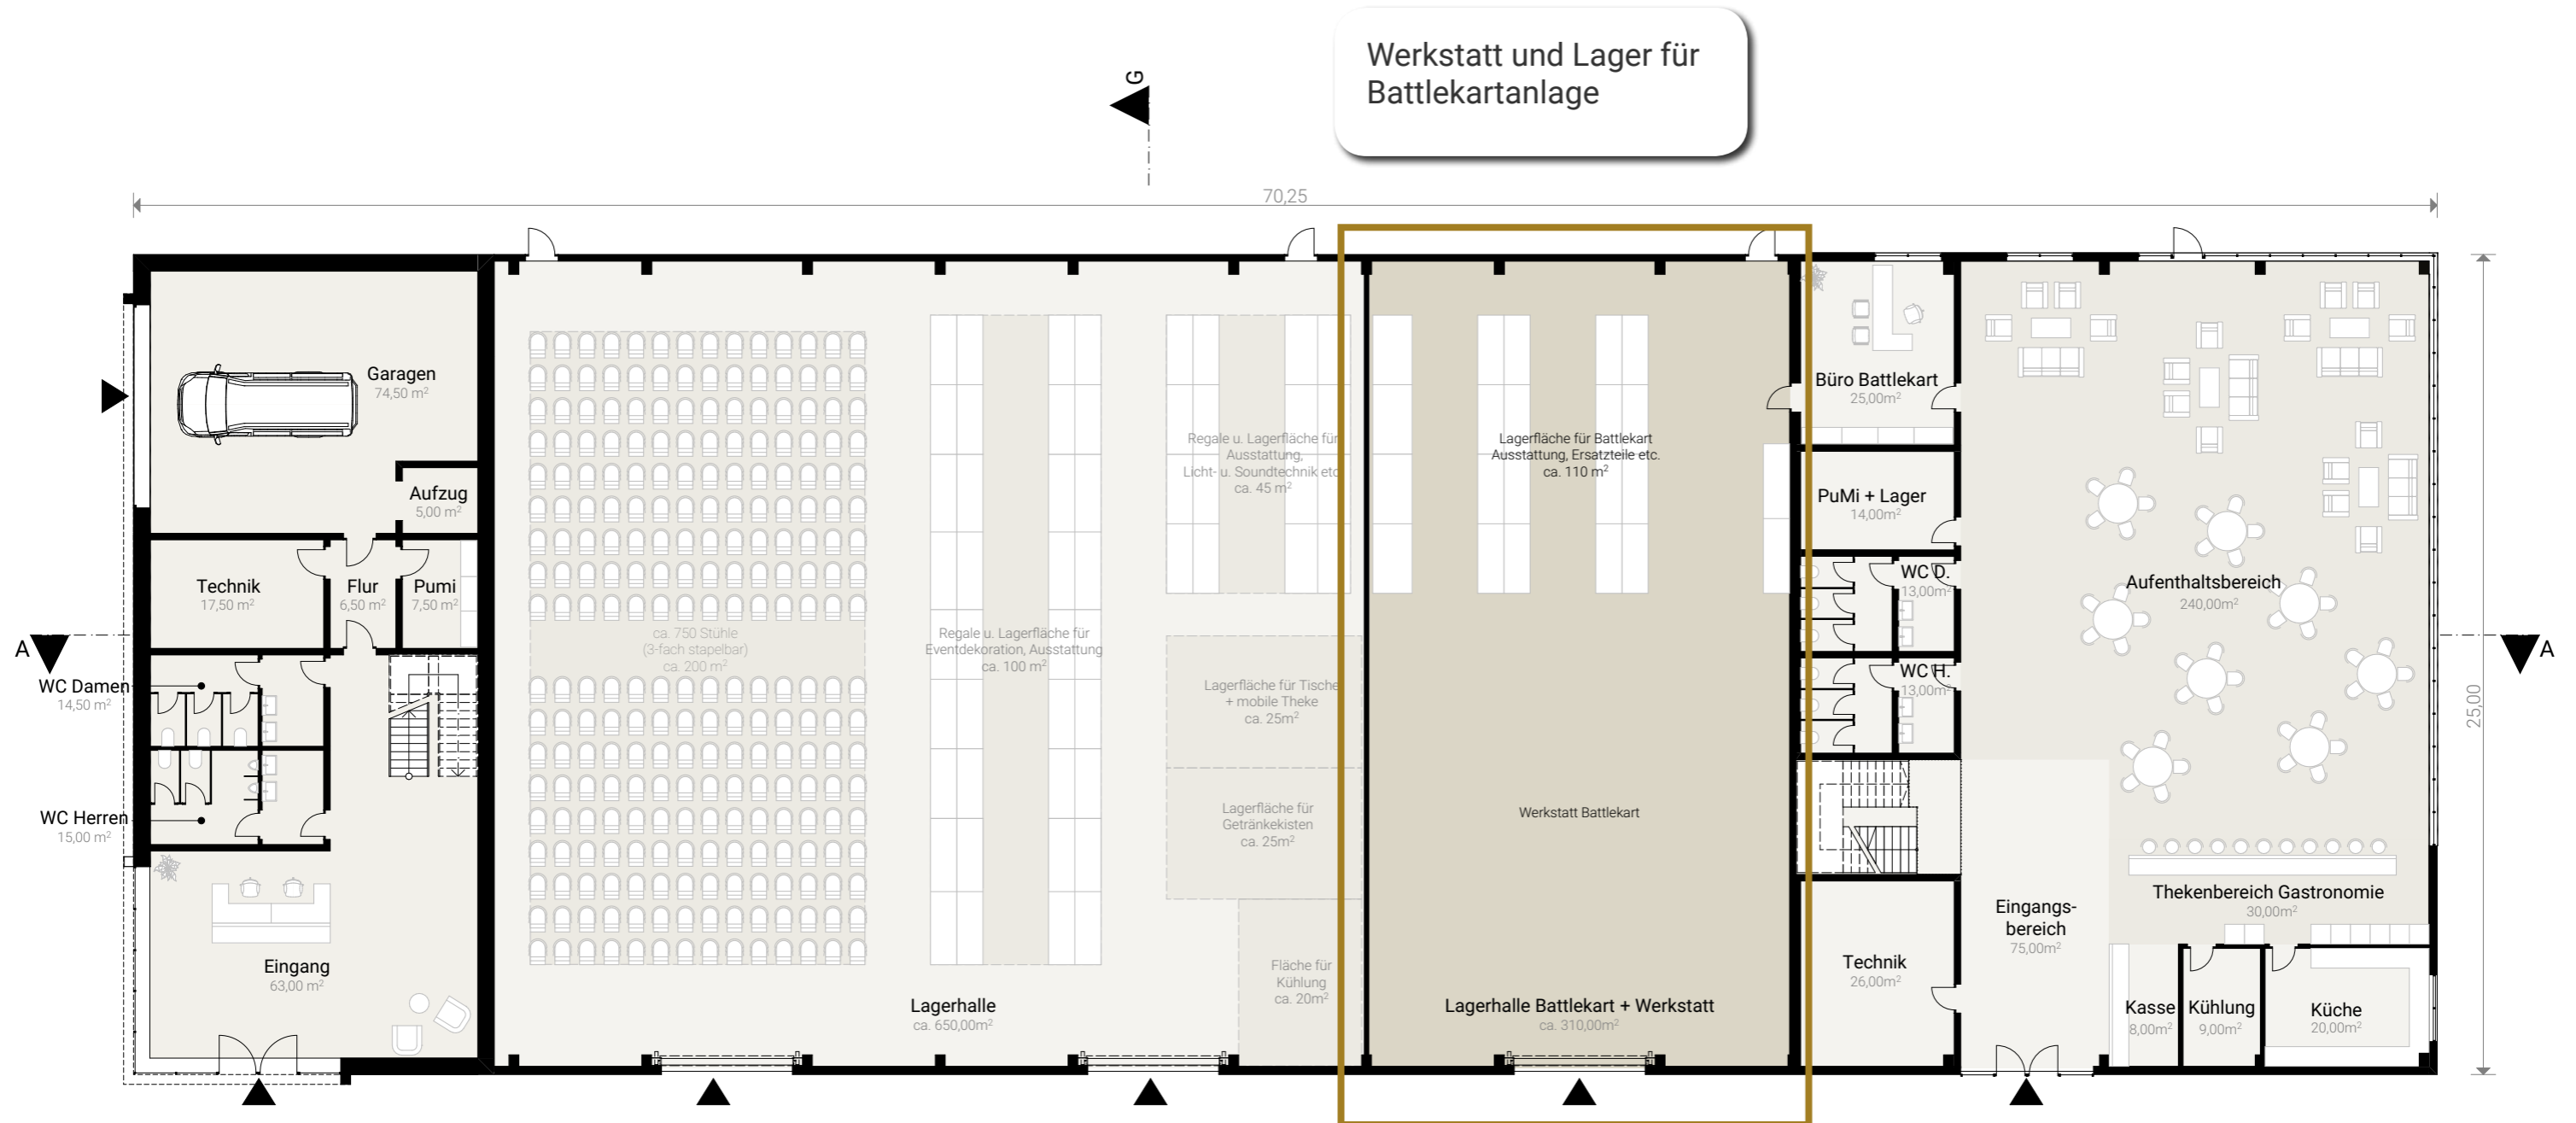 Werkstatt und Lager für
Battlekartanlage
G
70,25
Garagen
74,50 m²
Aufzug
5,00 m²
Technik
17,50 m²
Flur
6,50 m²
Pumi
7,50 m²
A
WC Damen
14,50 m²
WC Herren
15,00 m²
Eingang
63,00 m²
ca. 750 Stühle
(3-fach stapelbar)
ca. 200 m²
Regale u. Lagerfläche für
Eventdekoration, Ausstattung
ca. 100 m²
Regale u. Lagerfläche für
Ausstattung,
Licht- u. Soundtechnik etc
ca. 45 m²
Lagerfläche für Tische
+ mobile Theke
ca. 25m²
Lagerfläche für
Getränkekisten
ca. 25m²
Fläche für
Kühlung
ca. 20m²
Lagerhalle
ca. 650,00m²
Lagerfläche für Battlekart
Ausstattung, Ersatzteile etc.
ca. 110 m²
Werkstatt Battlekart
Lagerhalle Battlekart + Werkstatt
ca. 310,00m²
Büro Battlekart
25,00m²
PuMi + Lager
14,00m²
WC D.
13,00m²
WC H.
13,00m²
Technik
26,00m²
Aufenthaltsbereich
240,00m²
Eingangs-
bereich
75,00m²
Thekenbereich Gastronomie
30,00m²
Kasse
8,00m²
Kühlung
9,00m²
Küche
20,00m²
25,00
A